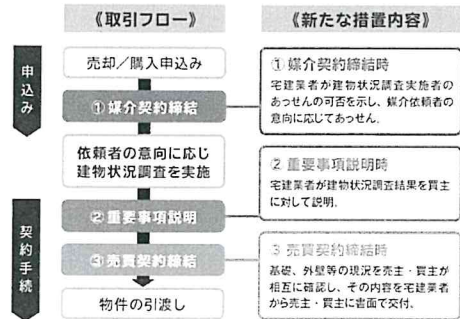 《取引フロー》
《新たな措置内容》
申込み
売却／購入申込み
①媒介契約締結
依頼者の意向に応じ
建物状況調査を実施
契約手続
②重要事項説明
③売買契約締結
物件の引渡し
①媒介契約締結時
宅建業者が建物状況調査実施者の
あっせんの可否を示し、媒介依頼者の
意向に応じてあっせん.
②重要事項説明時
宅建業者が建物状況調査結果を買主
に対して説明.
③売買契約締結時
基礎、外壁等の現況を売主・買主が
相互に確認し、その内容を宅建業者
から売主・買主に書面で交付.